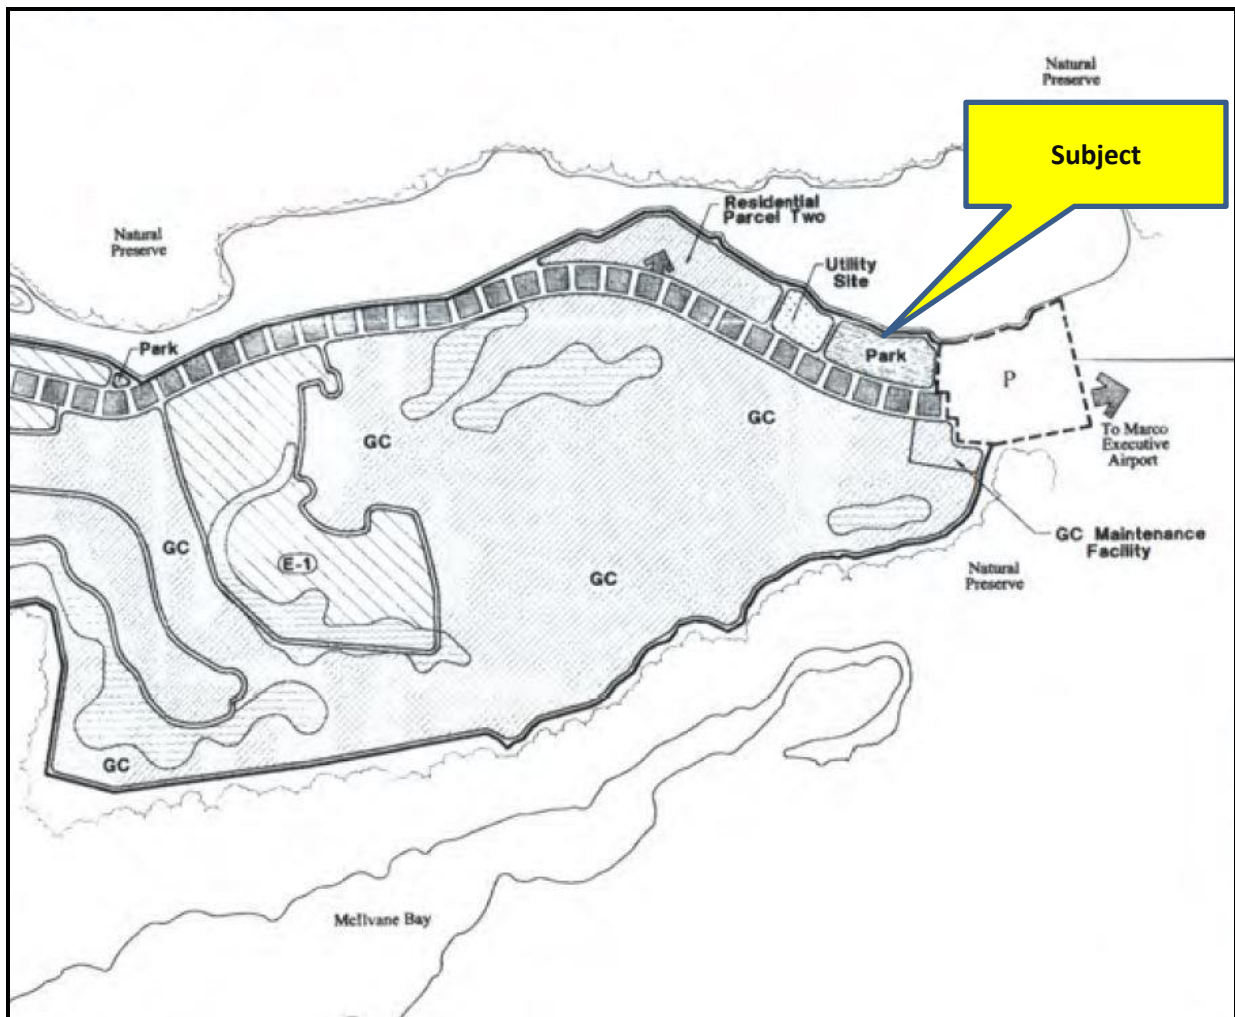 Natural
Preserve
Subject
Residential
Parcel Two
Natural
Preserve
Utility
Site
Park
Park
P
GC
GC
To Marco
Executive
Airport
GC Maintenance
Facility
GC
E-1
GC
Natural
Preserve
GC
McIlvane Bay